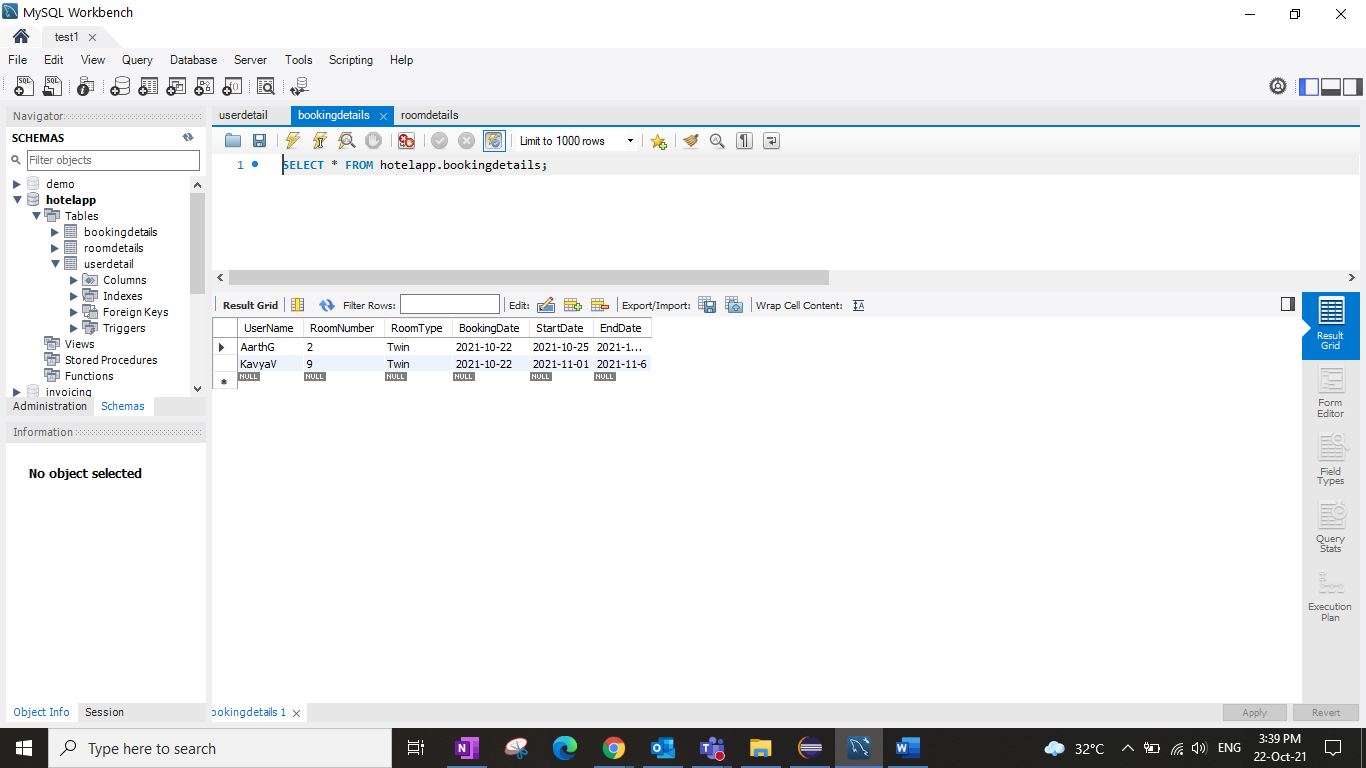 MySQL Workbench
test1
File Edit View Query Database Server Tools Scripting Help
Navigator
SCHEMAS
Filter objects
demo
hotelapp
Tables
bookingdetails
roomdetails
userdetail
Columns
Indexes
Foreign Keys
Triggers
Views
Stored Procedures
Functions
invoicing
Administration Schemas
Information
No object selected
Object Info Session
userdetail bookingdetails roomdetails
Limit to 1000 rows
1 SELECT * FROM hotelapp.bookingdetails;
Result Grid Filter Rows: Edit: Export/Import: Wrap Cell Content: IA
UserName RoomNumber RoomType BookingDate StartDate EndDate
AarthG 2 Twin 2021-10-22 2021-10-25 2021-1...
KavyaV 9 Twin 2021-10-22 2021-11-01 2021-11-6
NULL NULL NULL NULL NULL NULL
Result
Grid
Form
Editor
Field
Types
Query
Stats
Execution
Plan
ookingdetails 1
Apply Revert
Type here to search
32°C ENG
3:39 PM
22-Oct-21